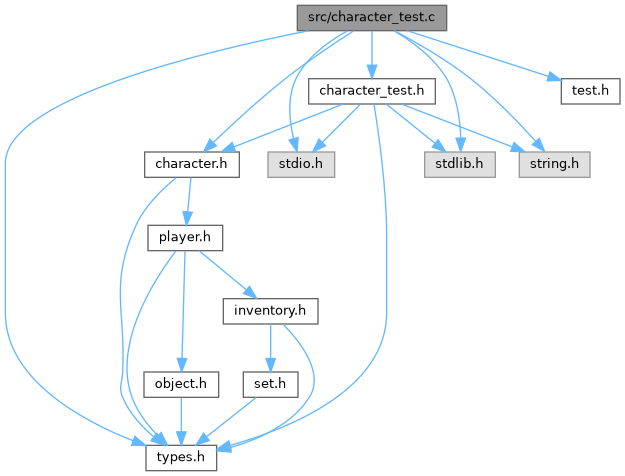 src/character_test.c
character_test.h
test.h
character.h
stdio.h
stdlib.h
string.h
player.h
inventory.h
object.h
set.h
types.h